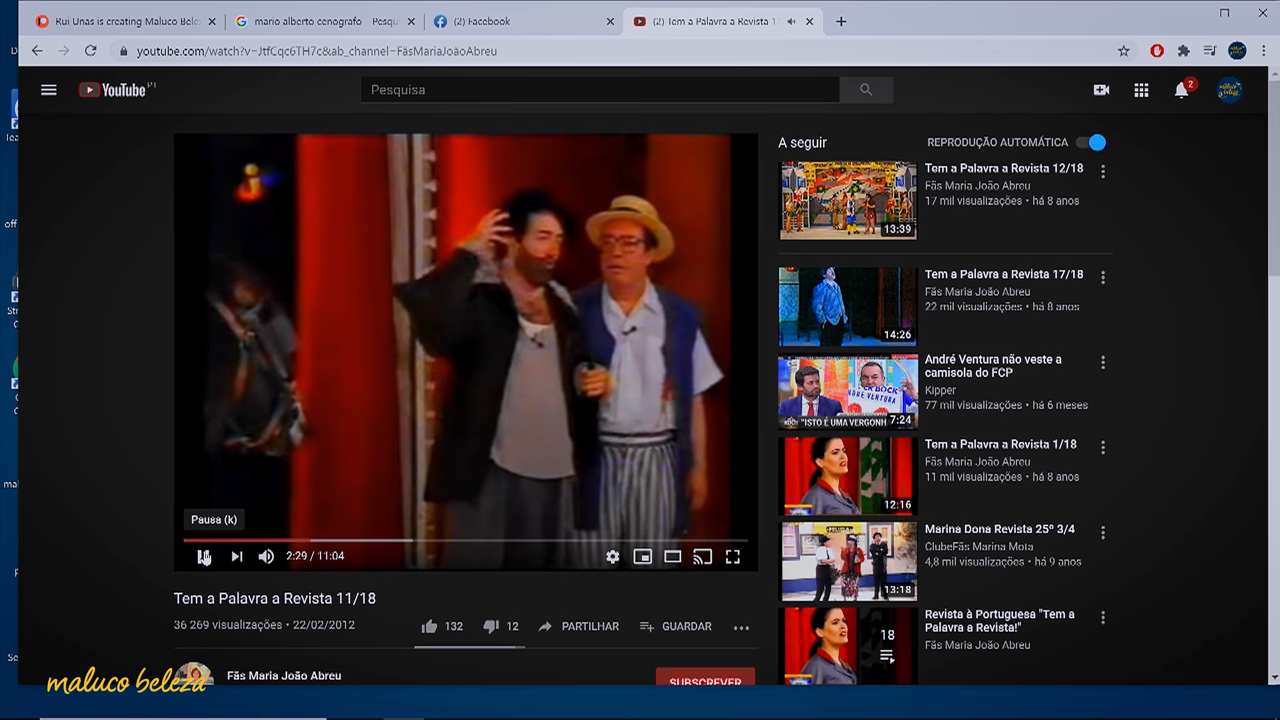 Rui Unas is creating Maluco Bele
mario alberto cenografo - Pesqu
(2) Facebook
(2) Tem a Palavra a Revista 1
youtube.com/watch?v=JtfCqc6TH7c&ab_channel=FãsMariaJoãoAbreu
YouTube PT
Pesquisa
2
A seguir
REPRODUÇÃO AUTOMÁTICA
Tem a Palavra a Revista 12/18
Fãs Maria João Abreu
17 mil visualizações • há 8 anos
13:39
Tem a Palavra a Revista 17/18
Fãs Maria João Abreu
22 mil visualizações • há 8 anos
14:26
André Ventura não veste a
camisola do FCP
Kipper
77 mil visualizações • há 6 meses
"ISTO É UMA VERGONH
7:24
Tem a Palavra a Revista 1/18
Fãs Maria João Abreu
11 mil visualizações • há 8 anos
12:16
Marina Dona Revista 25º 3/4
ClubeFãs Marina Mota
4,8 mil visualizações • há 9 anos
13:18
Revista à Portuguesa "Tem a
Palavra a Revista!"
Fãs Maria João Abreu
18
Pausa (k)
2:29 / 11:04
Tem a Palavra a Revista 11/18
36 269 visualizações • 22/02/2012
132
12
PARTILHAR
GUARDAR
Fãs Maria João Abreu
SUBSCREVER
maluco beleza